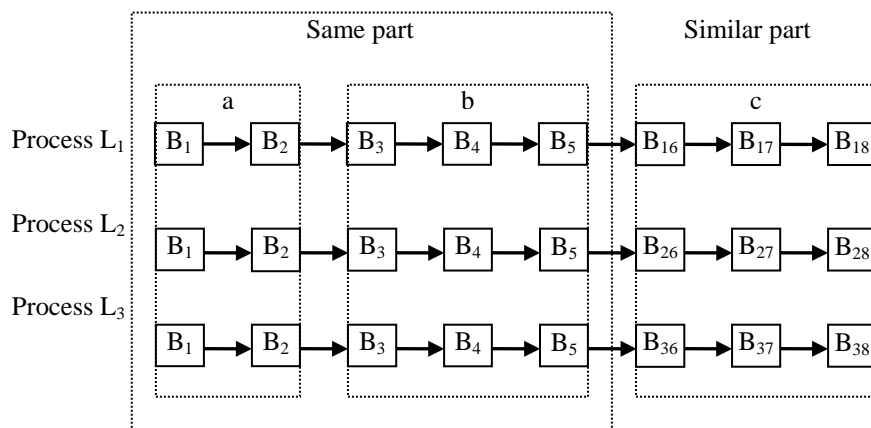 Same part Similar part
a b c
Process L₁ B₁ B₂ B₃ B₄ B₅ B₁₆ B₁₇ B₁₈
Process L₂
B₁ B₂ B₃ B₄ B₅ B₂₆ B₂₇ B₂₈
Process L₃
B₁ B₂ B₃ B₄ B₅ B₃₆ B₃₇ B₃₈